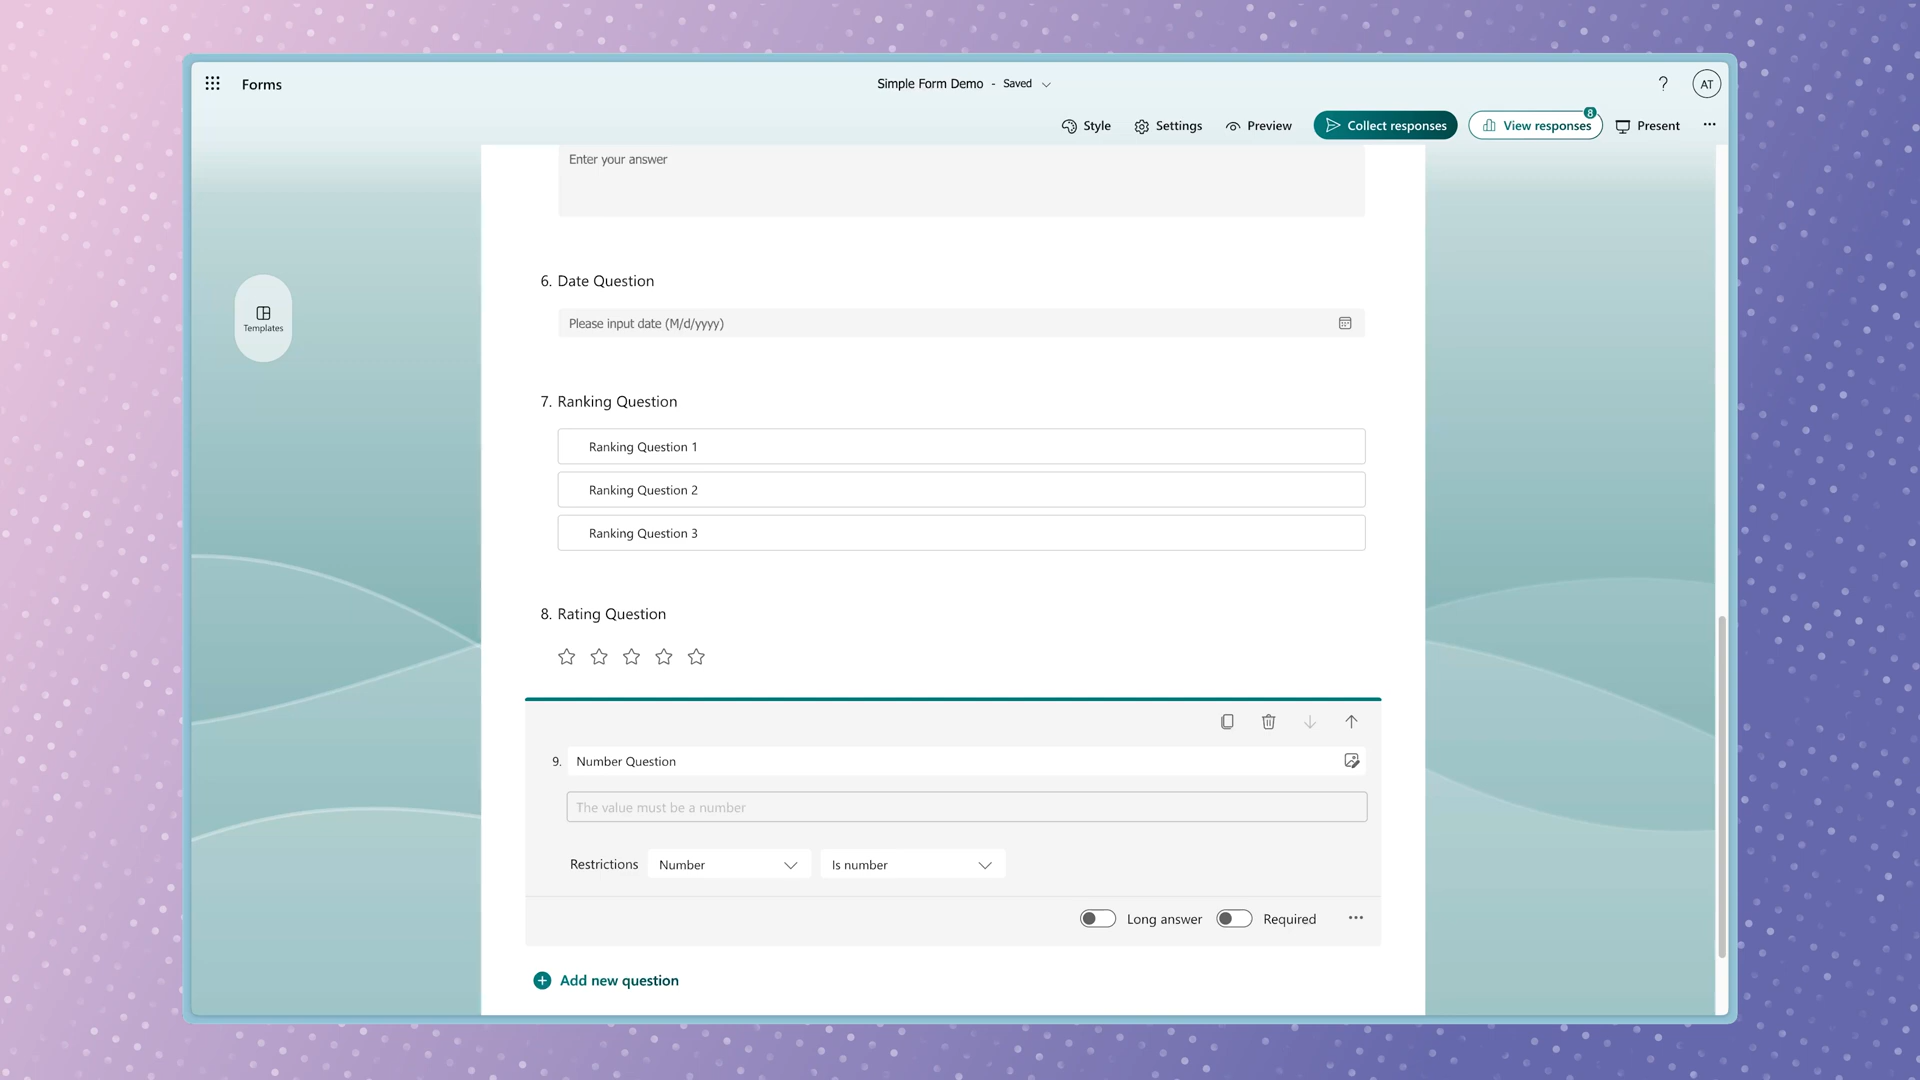 Forms
Simple Form Demo - Saved
?
AT
Style
Settings
Preview
Collect responses
View responses
8
Present
Enter your answer
6. Date Question
Please input date (M/d/yyyy)
Templates
7. Ranking Question
Ranking Question 1
Ranking Question 2
Ranking Question 3
8. Rating Question
9. Number Question
The value must be a number
Restrictions Number Is number
Long answer Required
Add new question